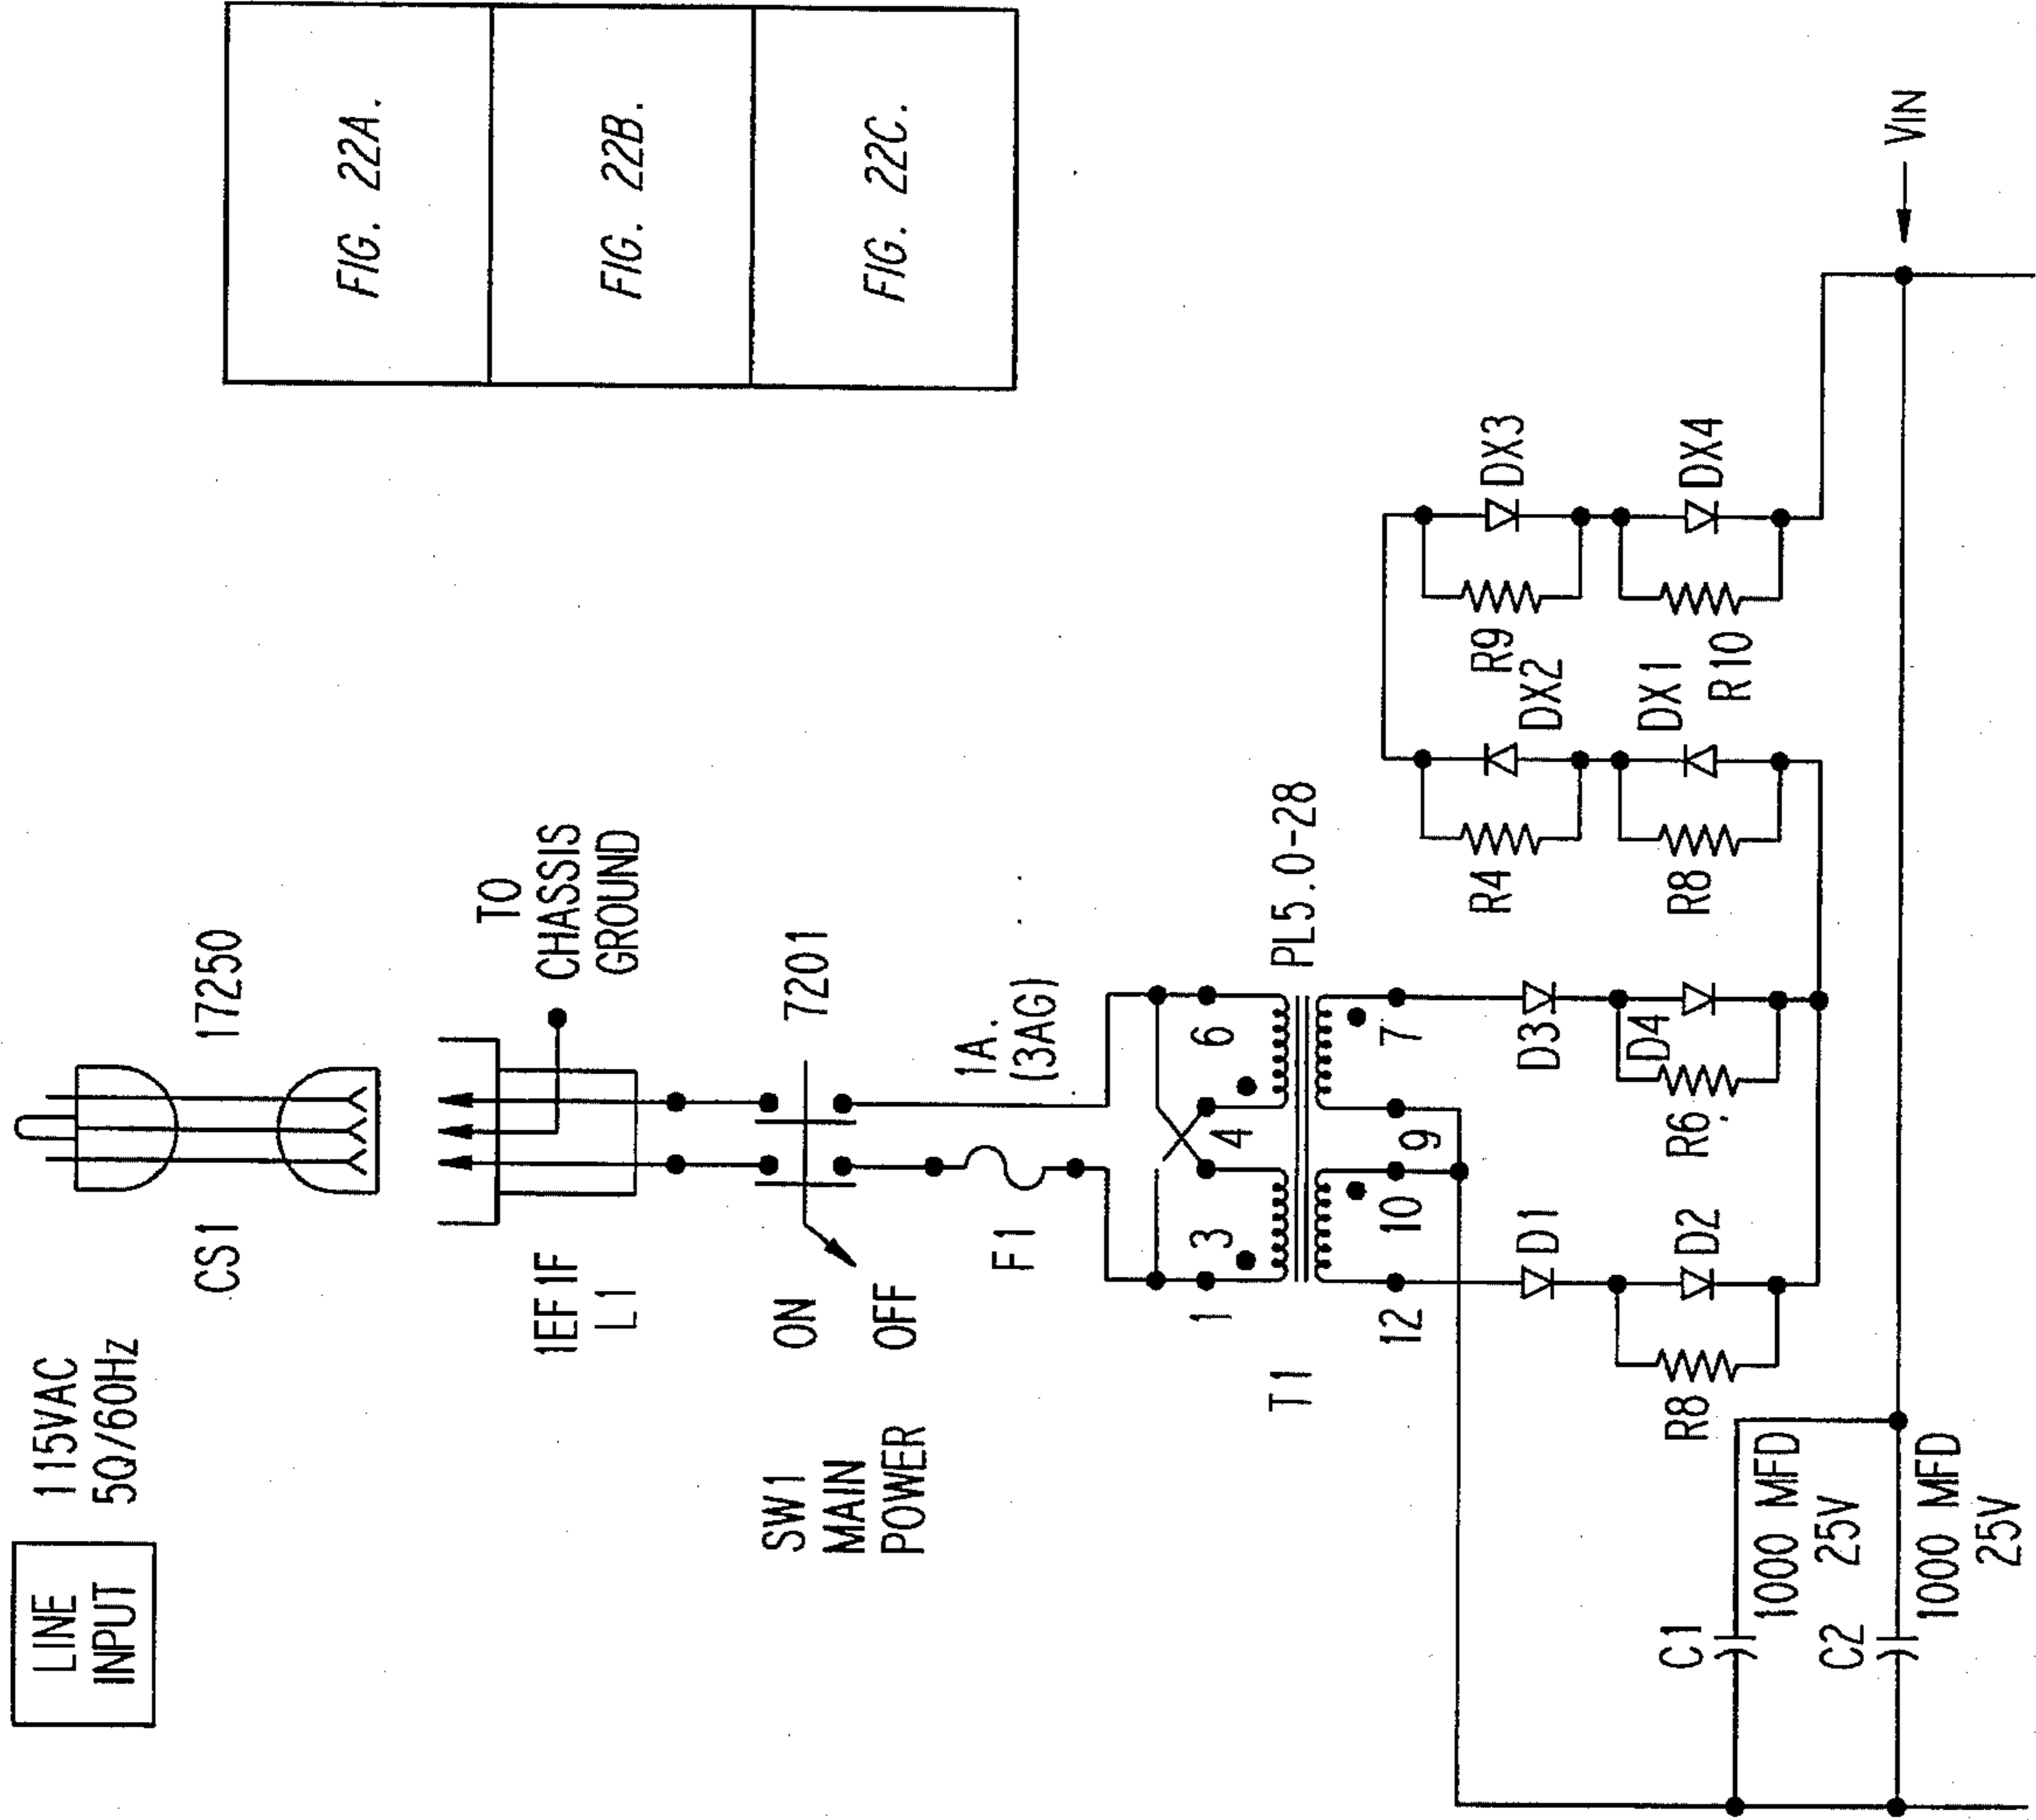 LINE
INPUT
115VAC
50/60Hz
CS1
17250
1EF1F
L1
TO
CHASSIS
GROUND
SW1
MAIN
POWER
ON
OFF
7201
F1
1A.
(3AG)
1
3
4
6
T1
PL5.0-28
12
10
9
7
D1
D2
R8
D3
D4
R6
R4
DX2
R8
DX1
R9
DX3
R10
DX4
C1
1000 MFD
25V
C2
1000 MFD
25V
VIN
FIG. 22A.
FIG. 22B.
FIG. 22C.